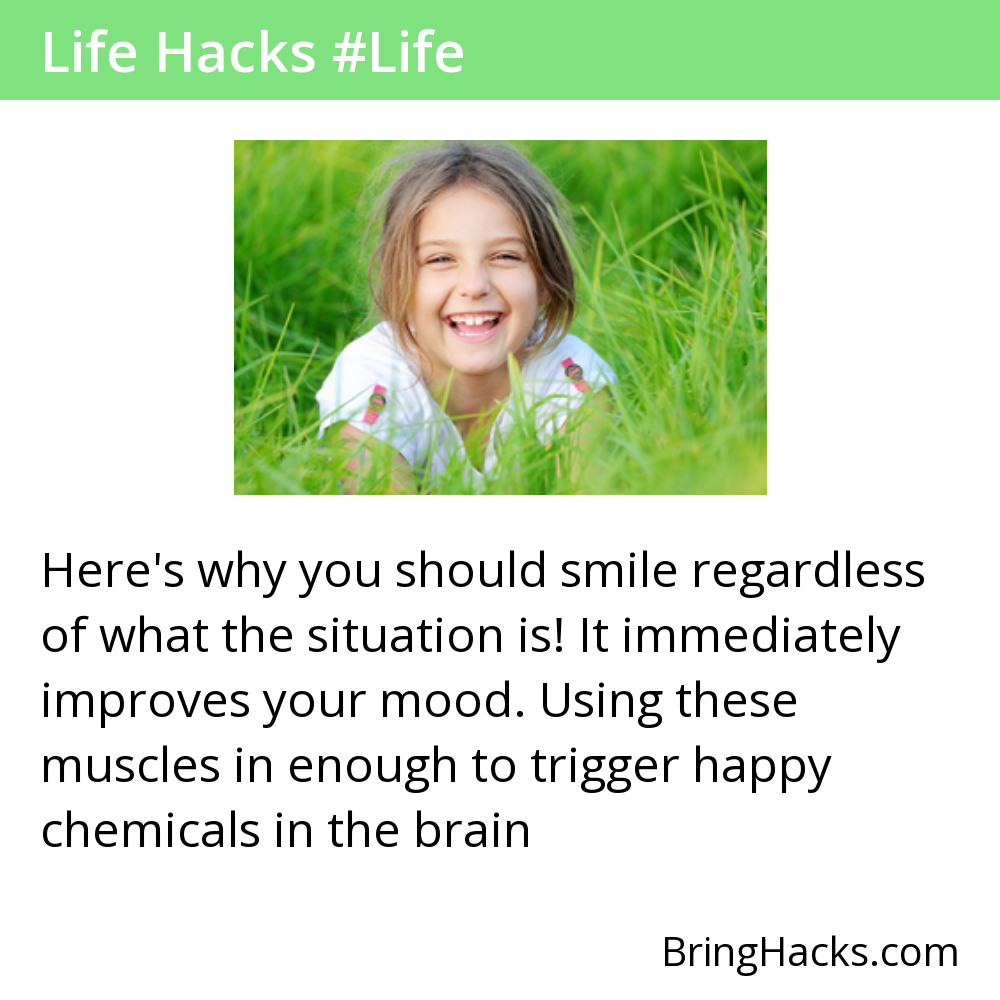 Life Hacks #Life
Here's why you should smile regardless
of what the situation is! It immediately
improves your mood. Using these
muscles in enough to trigger happy
chemicals in the brain
BringHacks.com